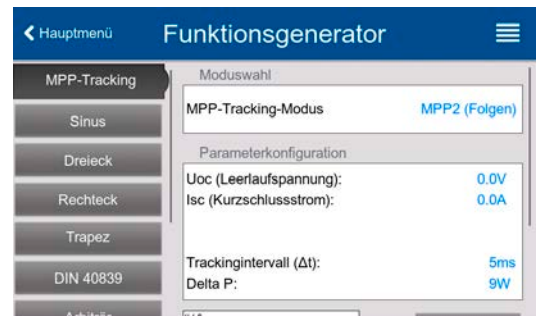 Hauptmenü
Funktionsgenerator
MPP-Tracking
Sinus
Dreieck
Rechteck
Trapez
DIN 40839
Moduswahl
MPP-Tracking-Modus MPP2 (Folgen)
Parameterkonfiguration
Uoc (Leerlaufspannung): 0.0V
Isc (Kurzschlussstrom): 0.0A
Trackingintervall (Δt): 5ms
Delta P: 9W